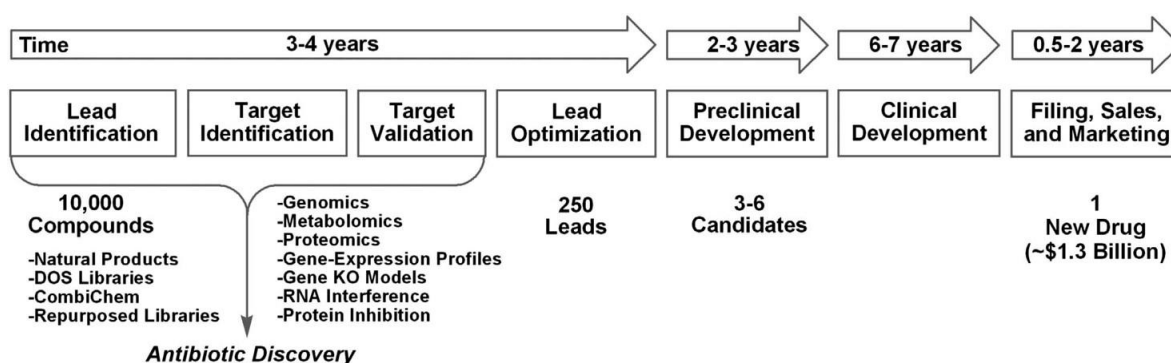 Time
3-4 years
2-3 years
6-7 years
0.5-2 years
Lead
Identification
Target
Identification
Target
Validation
Lead
Optimization
Preclinical
Development
Clinical
Development
Filing, Sales,
and Marketing
10,000
Compounds
-Natural Products
-DOS Libraries
-CombiChem
-Repurposed Libraries
-Genomics
-Metabolomics
-Proteomics
-Gene-Expression Profiles
-Gene KO Models
-RNA Interference
-Protein Inhibition
250
Leads
3-6
Candidates
1
New Drug
(~$1.3 Billion)
Antibiotic Discovery